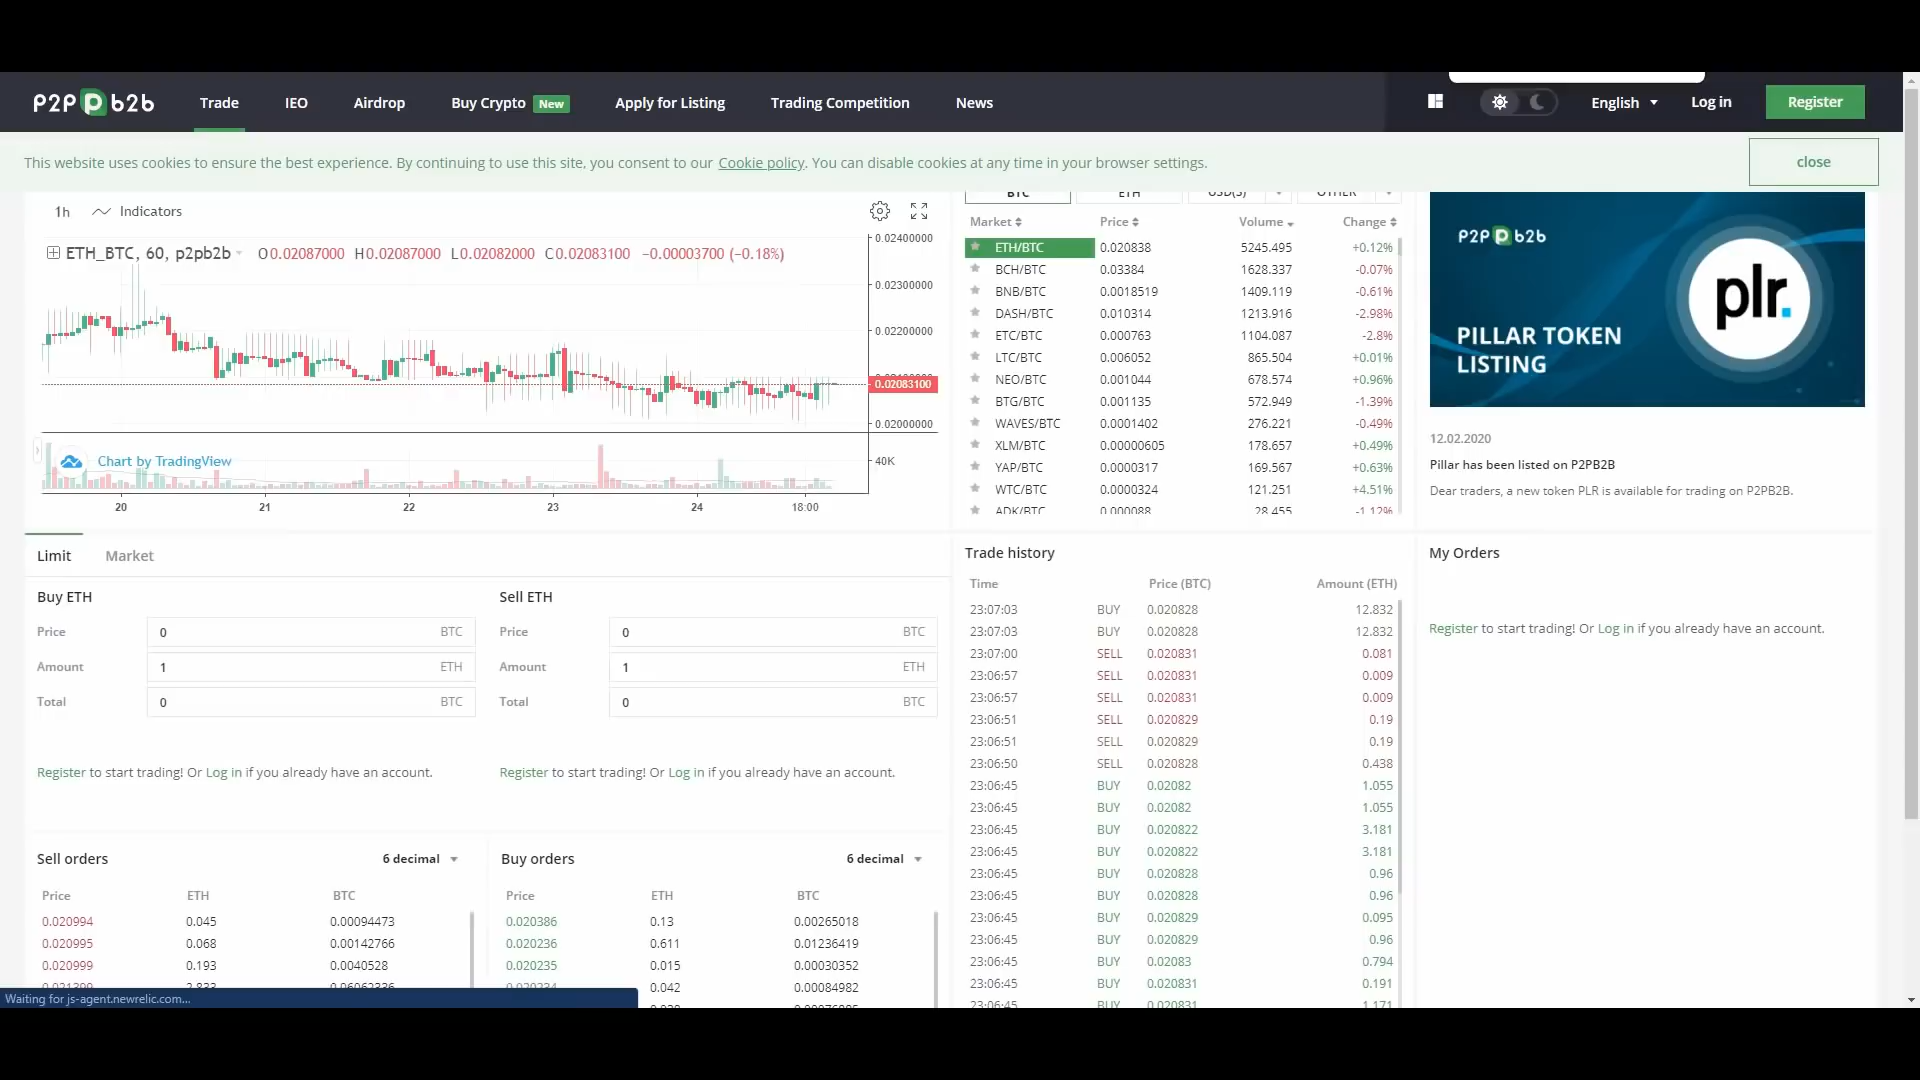 P2P b2b
Trade IEO Airdrop Buy Crypto New Apply for Listing Trading Competition News English Log in Register
This website uses cookies to ensure the best experience. By continuing to use this site, you consent to our Cookie policy. You can disable cookies at any time in your browser settings.
close
1h Indicators
ETH_BTC, 60, p2pb2b O0.02087000 H0.02087000 L0.02082000 C0.02083100 −0.00003700 (−0.18%)
0.02400000
0.02300000
0.02200000
0.02083100
0.02000000
40K
Chart by TradingView
20 21 22 23 24 18:00
BTC ETH USD(S) OTHER
Market Price Volume Change
ETH/BTC 0.020838 5245.495 +0.12%
BCH/BTC 0.03384 1628.337 -0.07%
BNB/BTC 0.0018519 1409.119 -0.61%
DASH/BTC 0.010314 1213.916 -2.98%
ETC/BTC 0.000763 1104.087 -2.8%
LTC/BTC 0.006052 865.504 +0.01%
NEO/BTC 0.001044 678.574 +0.96%
BTG/BTC 0.001135 572.949 -1.39%
WAVES/BTC 0.0001402 276.221 -0.49%
XLM/BTC 0.00000605 178.657 +0.49%
YAP/BTC 0.0000317 169.567 +0.63%
WTC/BTC 0.0000324 121.251 +4.51%
ADK/BTC 0.000088 28.455 -1.12%
P2P b2b
plr.
PILLAR TOKEN
LISTING
12.02.2020
Pillar has been listed on P2PB2B
Dear traders, a new token PLR is available for trading on P2PB2B.
Limit Market
Buy ETH
Price 0 BTC
Amount 1 ETH
Total 0 BTC
Register to start trading! Or Log in if you already have an account.
Sell ETH
Price 0 BTC
Amount 1 ETH
Total 0 BTC
Register to start trading! Or Log in if you already have an account.
Trade history
Time Price (BTC) Amount (ETH)
23:07:03 BUY 0.020828 12.832
23:07:03 BUY 0.020828 12.832
23:07:00 SELL 0.020831 0.081
23:06:57 SELL 0.020831 0.009
23:06:57 SELL 0.020831 0.009
23:06:51 SELL 0.020829 0.19
23:06:51 SELL 0.020829 0.19
23:06:50 SELL 0.020828 0.438
23:06:45 BUY 0.02082 1.055
23:06:45 BUY 0.02082 1.055
23:06:45 BUY 0.020822 3.181
23:06:45 BUY 0.020822 3.181
23:06:45 BUY 0.020828 0.96
23:06:45 BUY 0.020828 0.96
23:06:45 BUY 0.020829 0.095
23:06:45 BUY 0.020829 0.96
23:06:45 BUY 0.02083 0.794
23:06:45 BUY 0.020831 0.191
23:06:45 BUY 0.020831 1.171
My Orders
Register to start trading! Or Log in if you already have an account.
Sell orders 6 decimal
Price ETH BTC
0.020994 0.045 0.00094473
0.020995 0.068 0.00142766
0.020999 0.193 0.0040528
Buy orders 6 decimal
Price ETH BTC
0.020386 0.13 0.00265018
0.020236 0.611 0.01236419
0.020235 0.015 0.00030352
0.020234 0.042 0.00084982
Waiting for js-agent.newrelic.com...